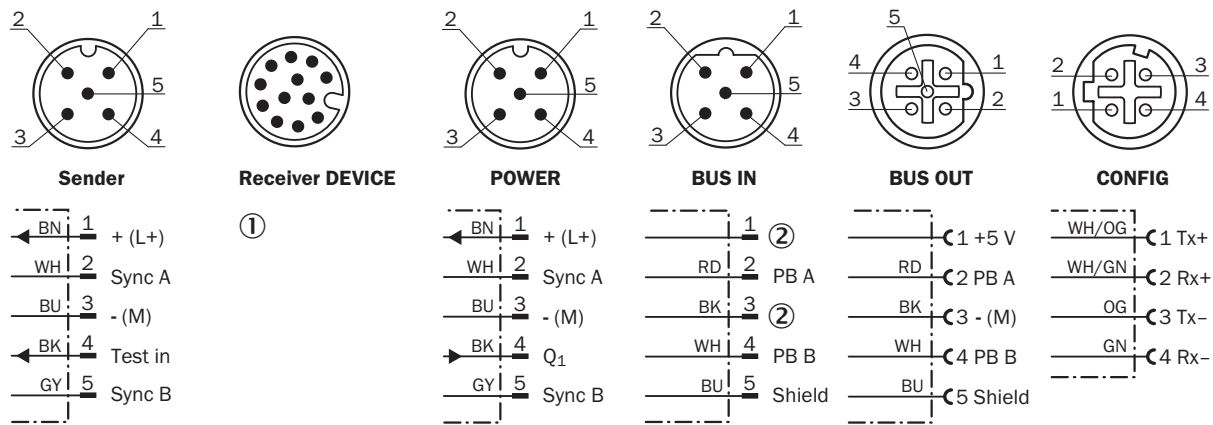 2 1
5
3 4
Sender
BN 1 + (L+)
WH 2 Sync A
BU 3 - (M)
BK 4 Test in
GY 5 Sync B
Receiver DEVICE
①
2 1
5
3 4
POWER
BN 1 + (L+)
WH 2 Sync A
BU 3 - (M)
BK 4 Q1
GY 5 Sync B
2 1
5
3 4
BUS IN
1 ②
RD 2 PB A
BK 3 ②
WH 4 PB B
BU 5 Shield
5
4 1
3 2
BUS OUT
1 +5 V
RD 2 PB A
BK 3 - (M)
WH 4 PB B
BU 5 Shield
2 3
1 4
CONFIG
WH/OG 1 Tx+
WH/GN 2 Rx+
OG 3 Tx–
GN 4 Rx–